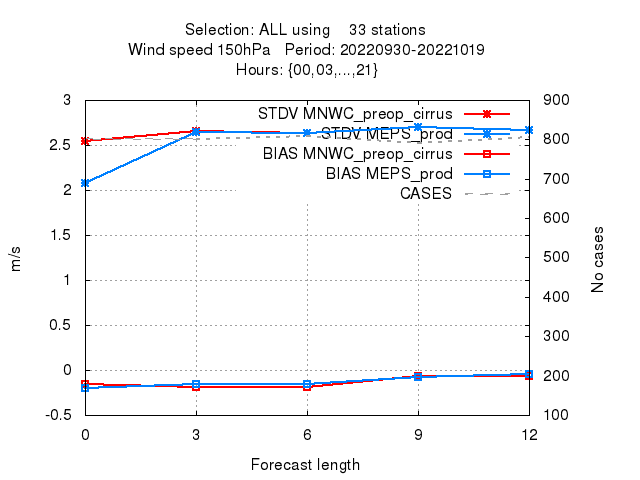 Selection: ALL using    33 stations
Wind speed 150hPa   Period: 20220930-20221019
Hours: {00,03,...,21}
STDV MNWC_preop_cirrus
STDV MEPS_prod
BIAS MNWC_preop_cirrus
BIAS MEPS_prod
CASES
3
2.5
2
1.5
1
0.5
0
-0.5
m/s
900
800
700
600
500
400
300
200
100
No cases
0 3 6 9 12
Forecast length